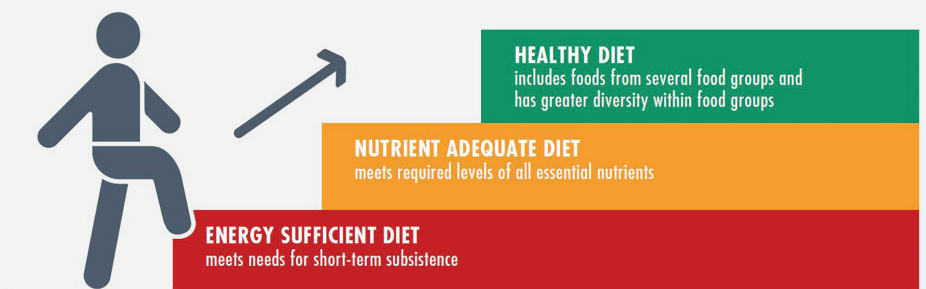 HEALTHY DIET
includes foods from several food groups and
has greater diversity within food groups
NUTRIENT ADEQUATE DIET
meets required levels of all essential nutrients
ENERGY SUFFICIENT DIET
meets needs for short-term subsistence